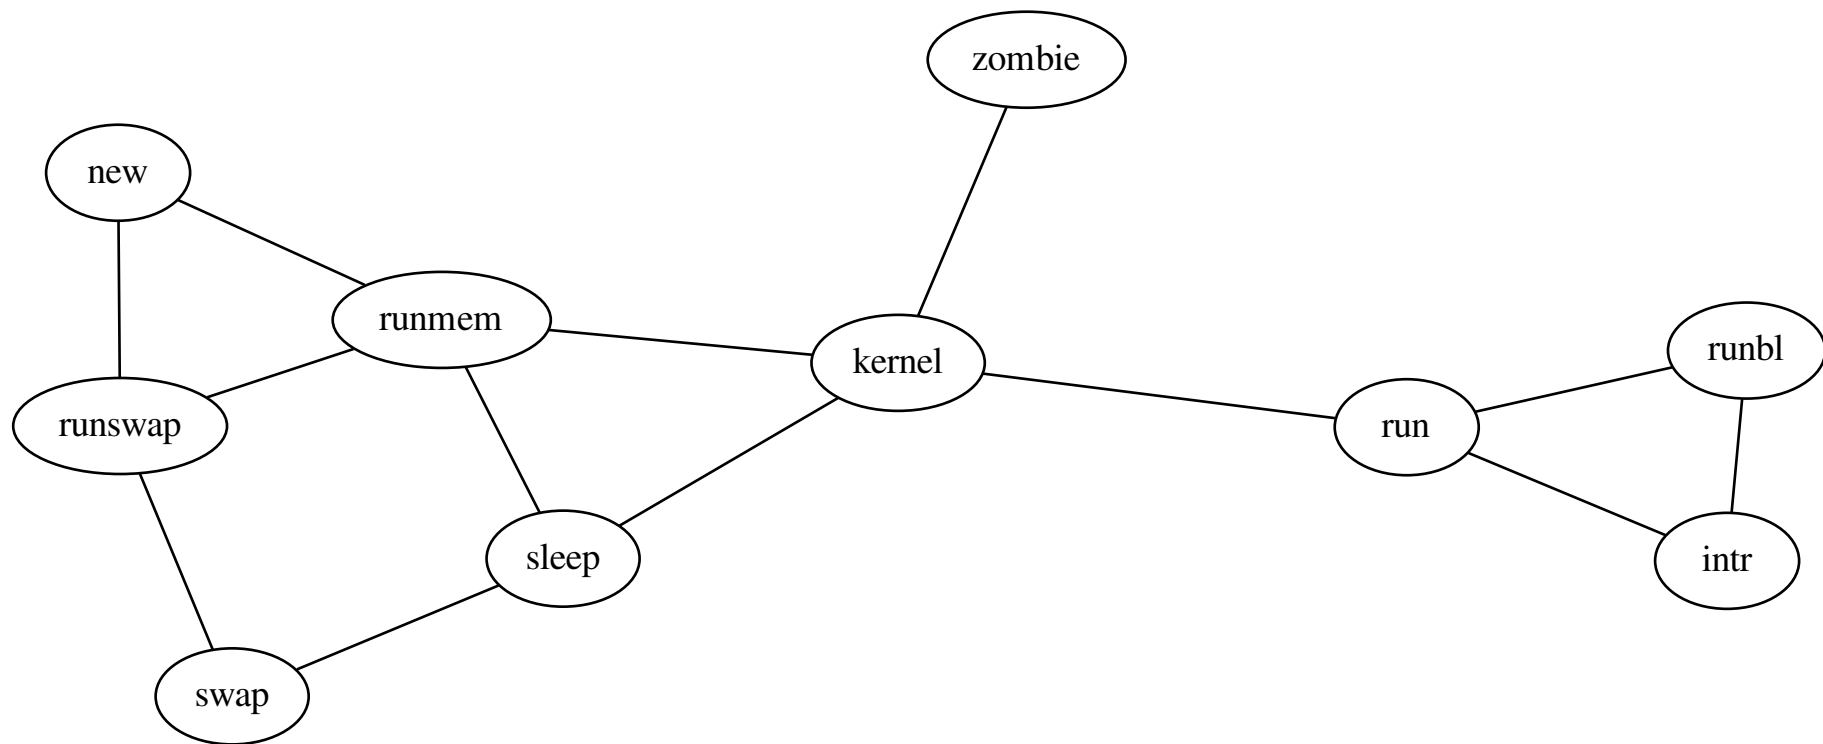 zombie
new
runmem
kernel
runbl
runswap
run
sleep
intr
swap